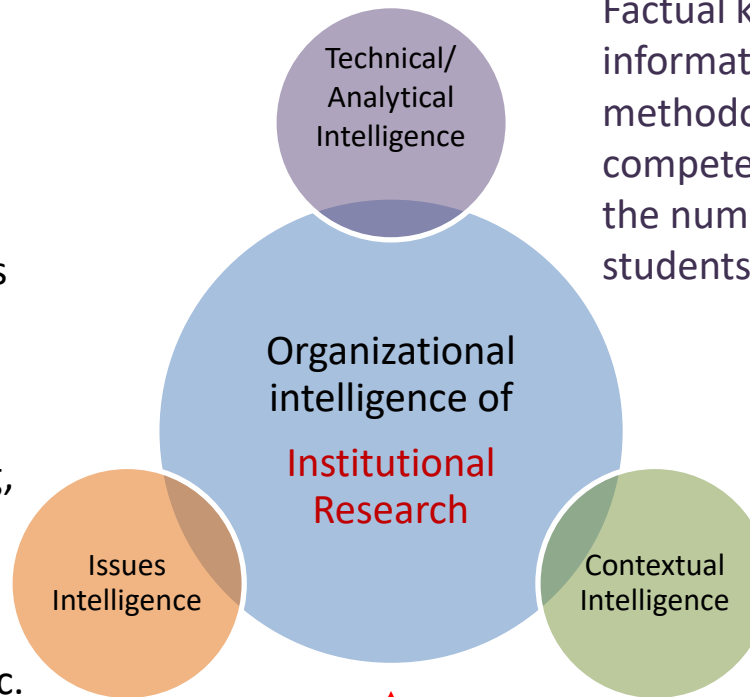 Technical/
Analytical
Intelligence
Factual k
informat
methodo
compete
the num
students
s
Organizational
intelligence of
Institutional
Research
g,
Issues
Intelligence
Contextual
Intelligence
c.